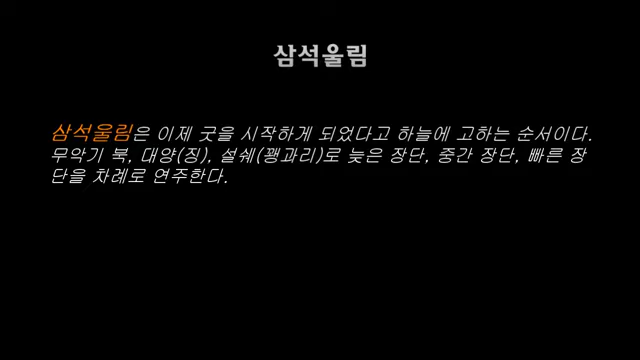 삼석울림
삼석울림은 이제 굿을 시작하게 되었다고 하늘에 고하는 순서이다.
무악기 북, 대양(징), 설쉐(꽹과리)로 늦은 장단, 중간 장단, 빠른 장
단을 차례로 연주한다.